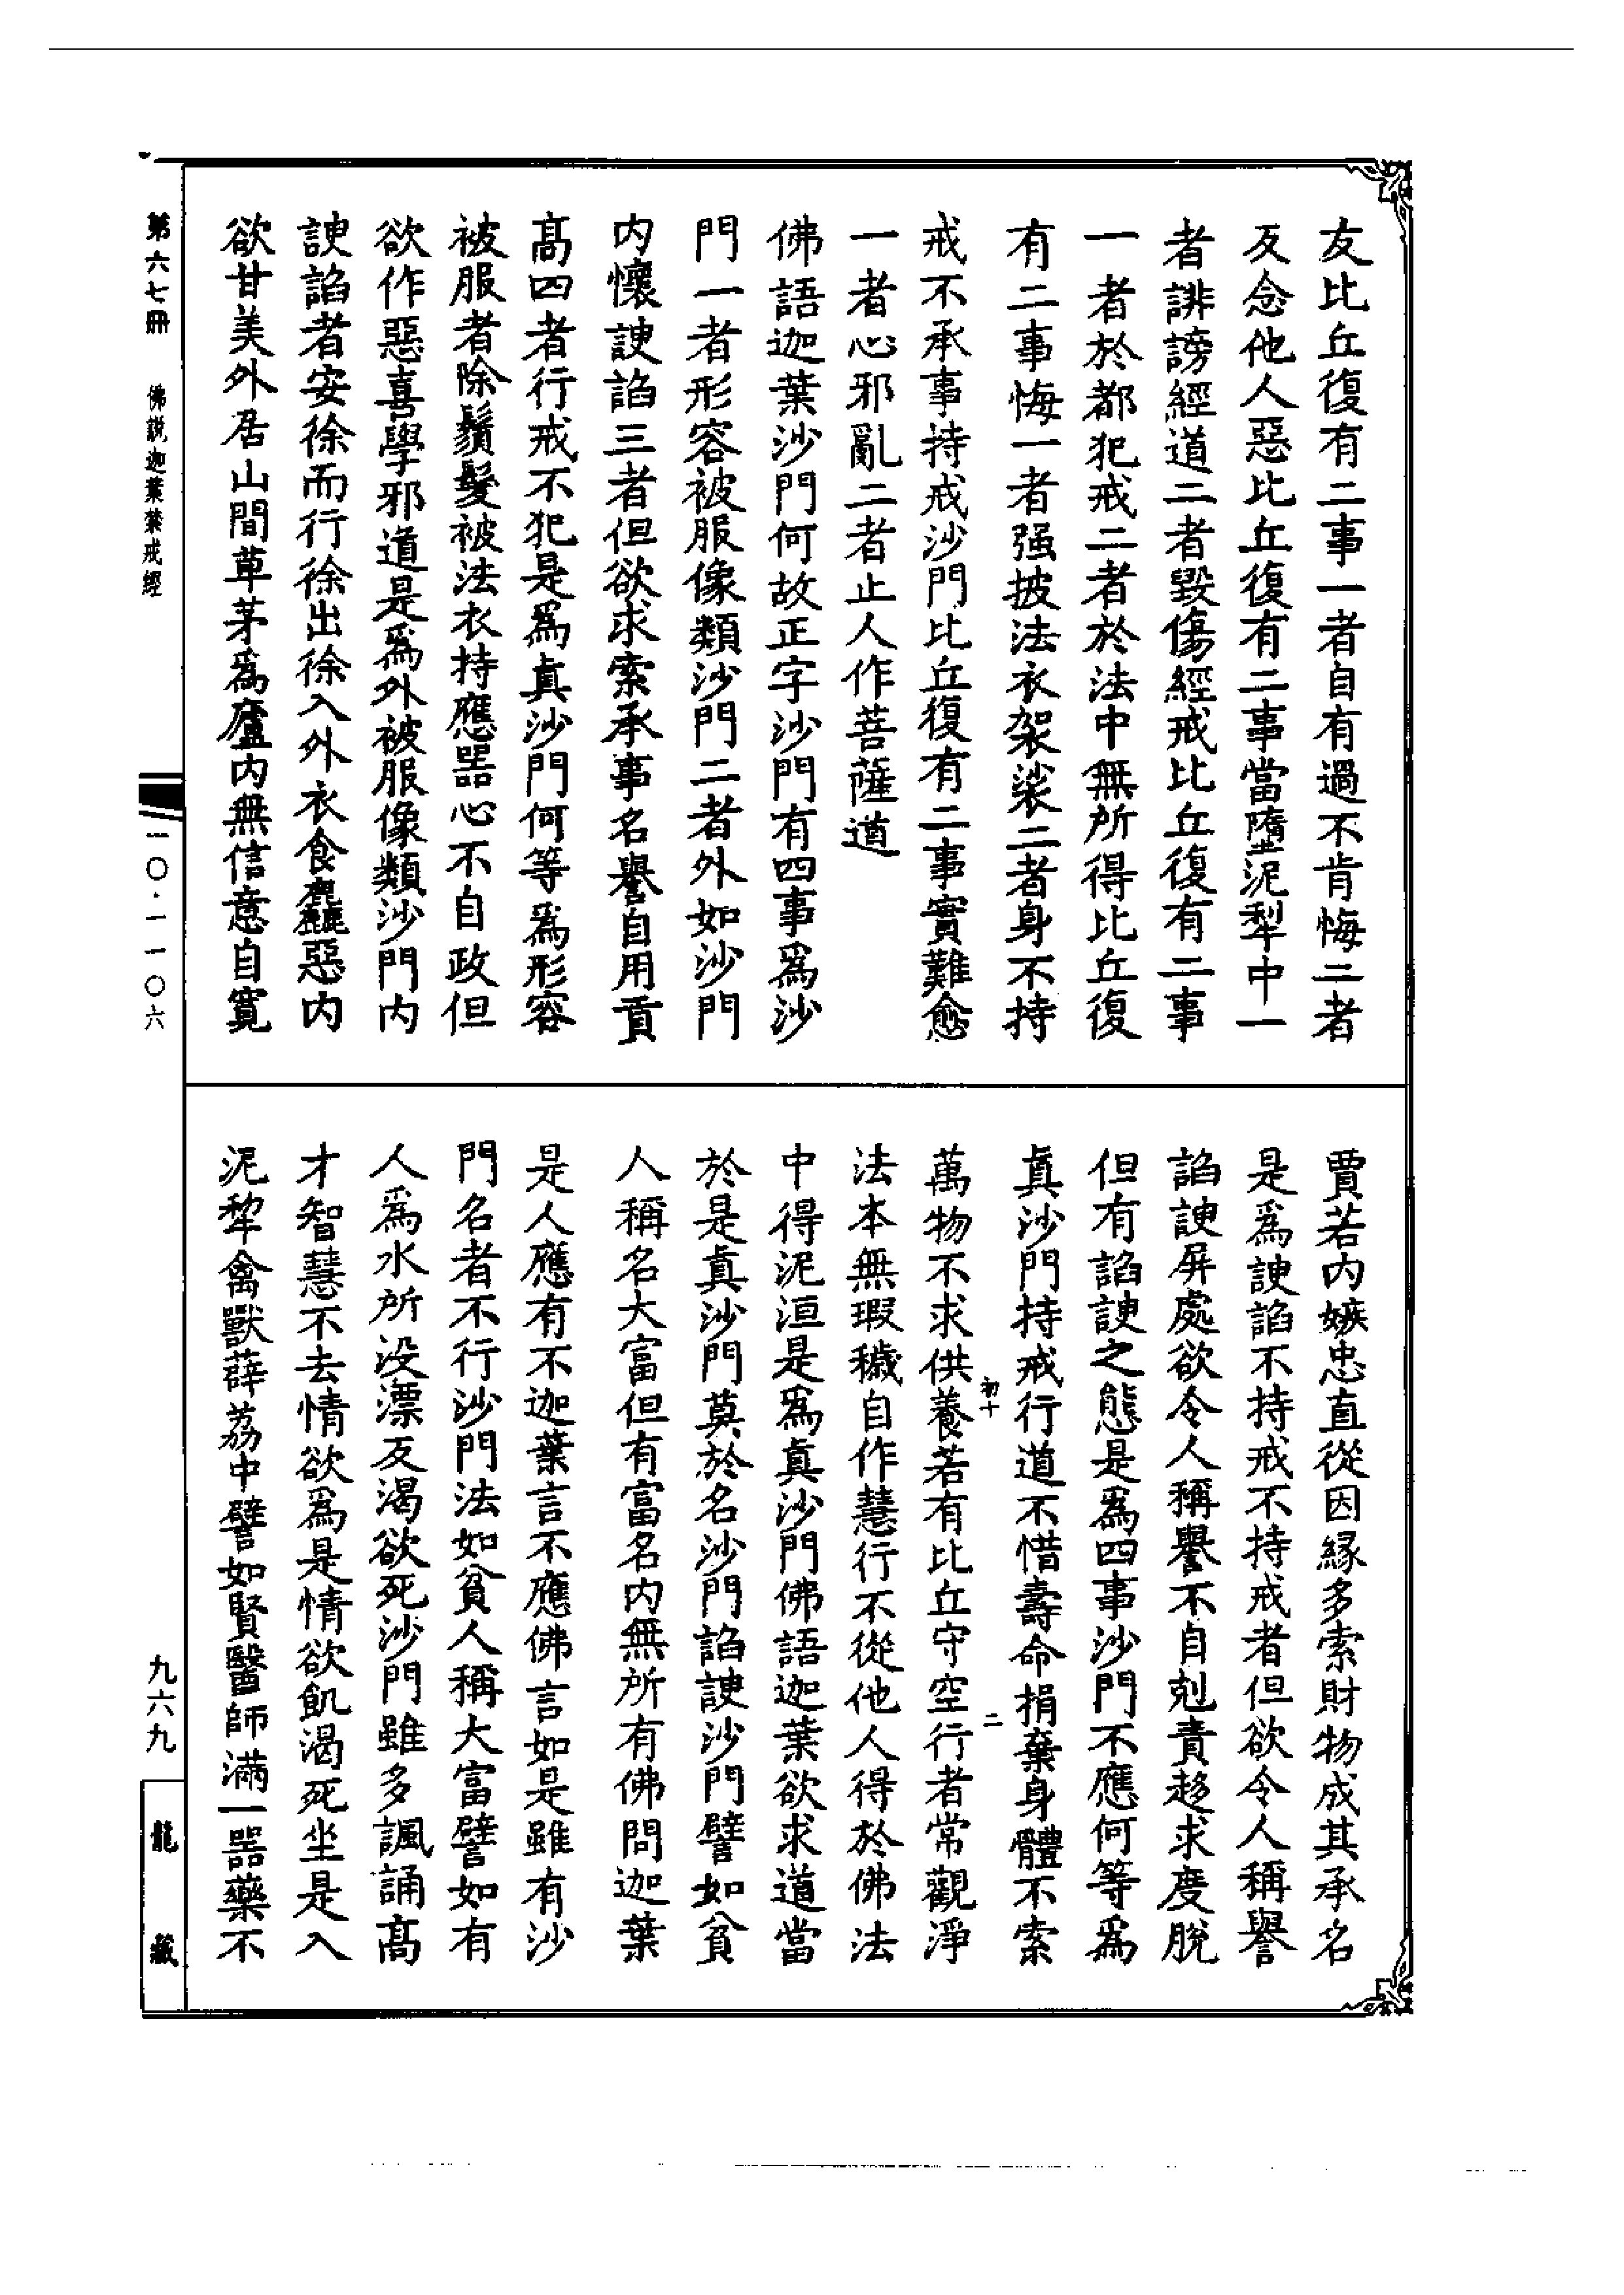 友比丘復有二事一者自有過不肯悔二者
反念他人惡比丘復有二事當墮泥犁中一
者誹謗經道二者毀傷經戒比丘復有二事
一者於都犯戒二者於法中無所得比丘復
有二事悔一者强披法衣袈裟二者身不持
戒不承事持戒沙門比丘復有二事實難愈
一者心邪亂二者止人作菩薩道
佛語迦葉沙門何故正字沙門有四事爲沙
門一者形容被服像類沙門二者外如沙門
内懷諛諂三者但欲求索承事名譽自用貢
髙四者行戒不犯是爲真沙門何等爲形容
被服者除鬚髮被法衣持應器心不自政但
欲作惡喜學邪道是爲外被服像類沙門内
諛諂者安徐而行徐出徐入外衣食麤惡内
欲甘美外居山間草茅爲廬内無信意自寬
賈若内嫉忠直從因縁多索財物成其承名
是爲諛諂不持戒不持戒者但欲令人稱譽
諂諛屏處欲令人稱譽不自剋責趍求度脫
但有諂諛之態是爲四事沙門不應何等爲
真沙門持戒行道不惜壽命捐棄身體不索
初十 二
萬物不求供養若有比丘守空行者常觀淨
法本無瑕穢自作慧行不從他人得於佛法
中得泥洹是爲真沙門佛語迦葉欲求道當
於是真沙門莫於名沙門諂諛沙門譬如貧
人稱名大富但有富名内無所有佛問迦葉
是人應有不迦葉言不應佛言如是雖有沙
門名者不行沙門法如貧人稱大富譬如有
人爲水所没漂反渴欲死沙門雖多諷誦髙
才智慧不去情欲爲是情欲飢渴死坐是入
泥犂禽獸薜荔中譬如賢醫師滿一器藥不
第六七冊 佛説迦葉禁戒經
一〇·一一〇六
九六九
龍藏